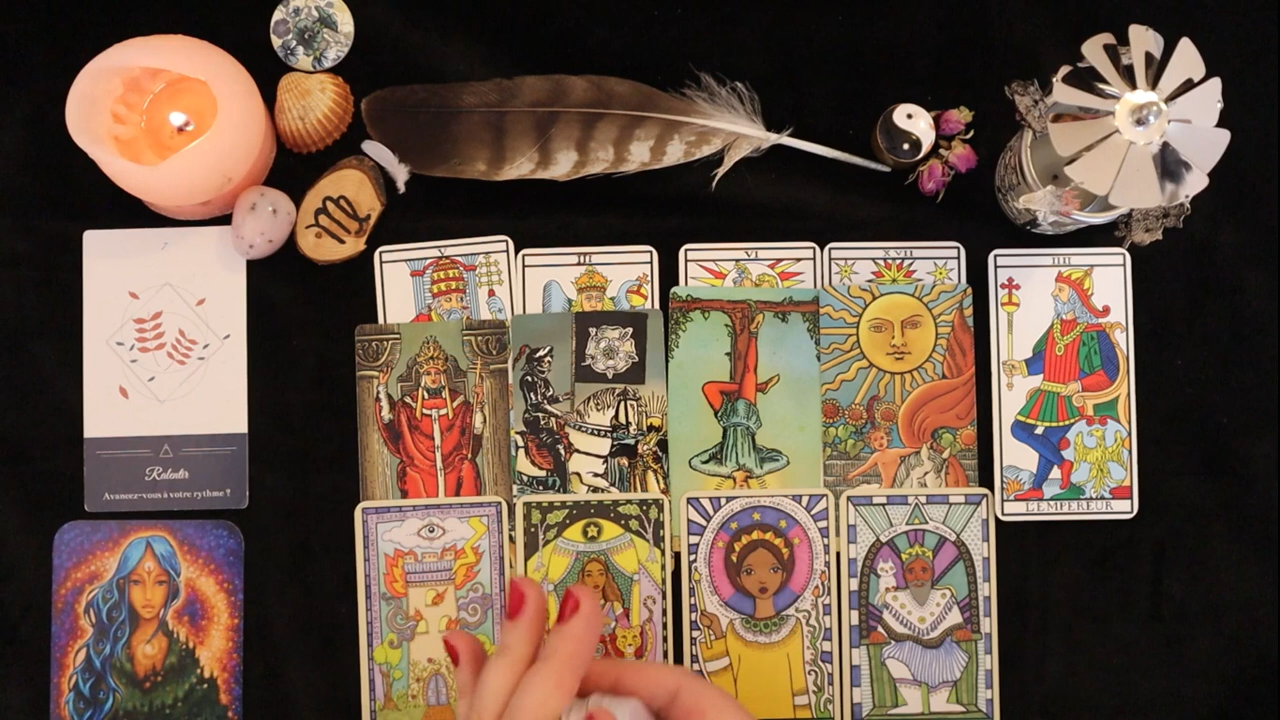 V
III
VI
XVII
IIII
Ralentir
Avancez-vous à votre rythme !
L'EMPEREUR